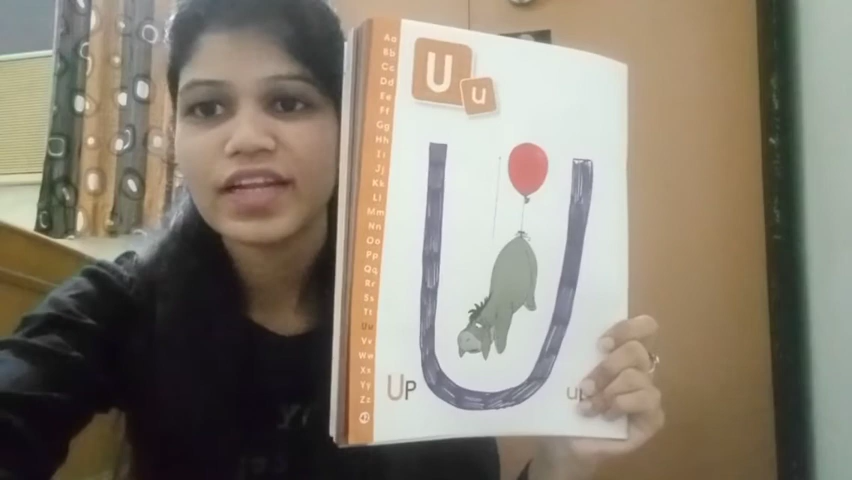 Aa
Bb
Cc
Dd
Ee
Ff
Gg
Hh
Ii
Jj
Kk
Ll
Mm
Nn
Oo
Pp
Qq
Rr
Ss
Tt
Uu
Vv
Ww
Xx
Yy
Zz
U u
U
Up
up